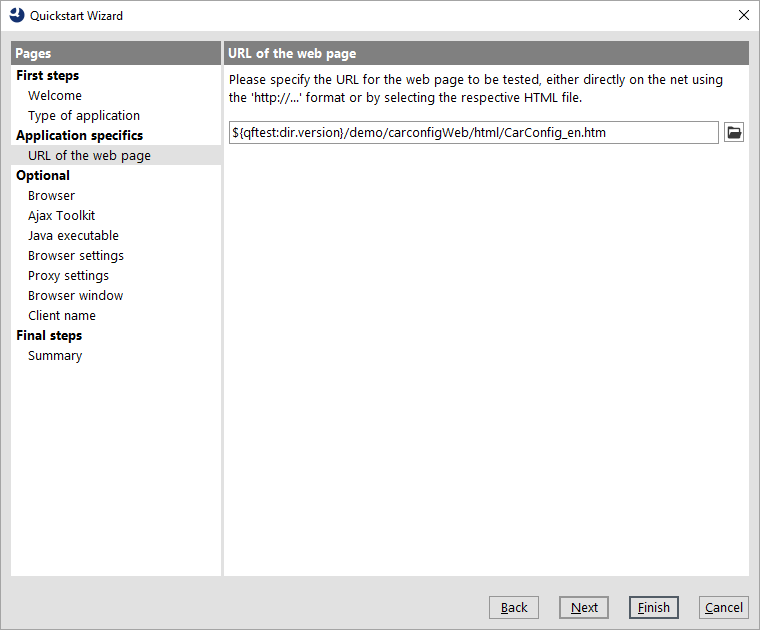 Quickstart Wizard
Pages
First steps
Welcome
Type of application
Application specifics
URL of the web page
Optional
Browser
Ajax Toolkit
Java executable
Browser settings
Proxy settings
Browser window
Client name
Final steps
Summary
URL of the web page
Please specify the URL for the web page to be tested, either directly on the net using
the 'http://...' format or by selecting the respective HTML file.
${qftest:dir.version}/demo/carconfigWeb/html/CarConfig_en.htm
Back
Next
Finish
Cancel